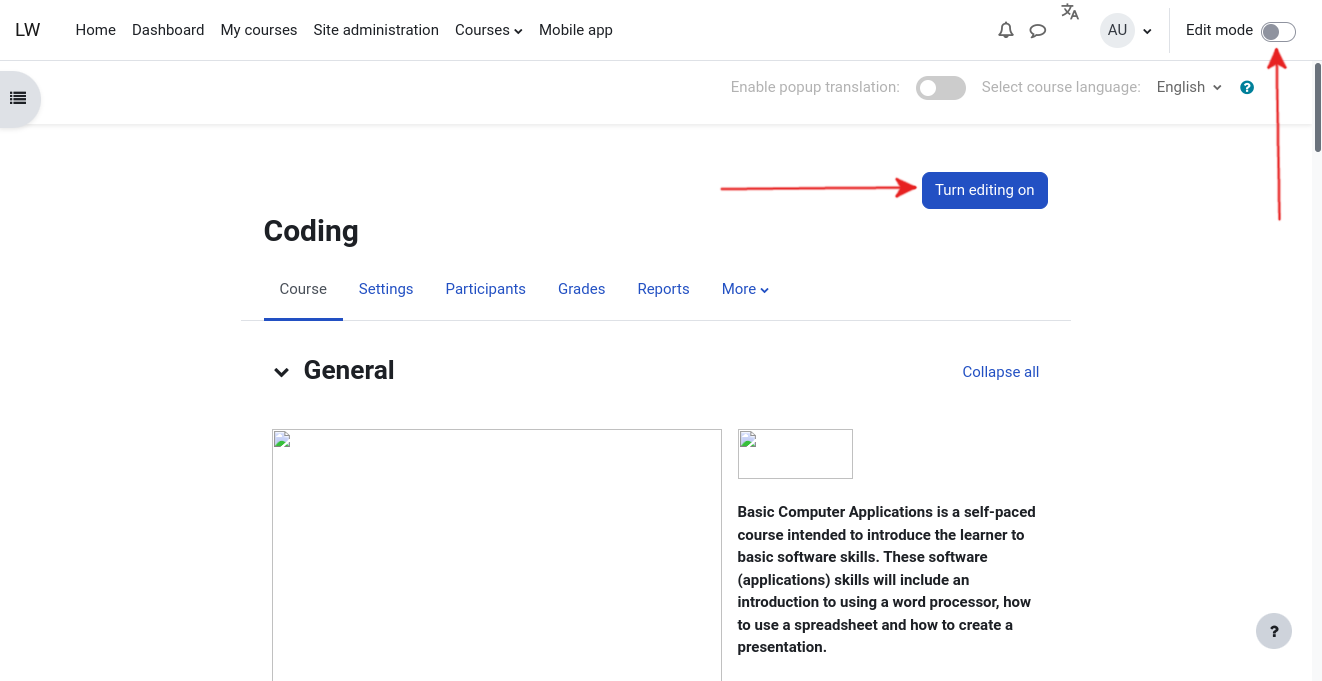 LW Home Dashboard My courses Site administration Courses Mobile app AU Edit mode
Enable popup translation: Select course language: English ?
Turn editing on
Coding
Course Settings Participants Grades Reports More
General Collapse all
Basic Computer Applications is a self-paced
course intended to introduce the learner to
basic software skills. These software
(applications) skills will include an
introduction to using a word processor, how
to use a spreadsheet and how to create a
presentation.
?